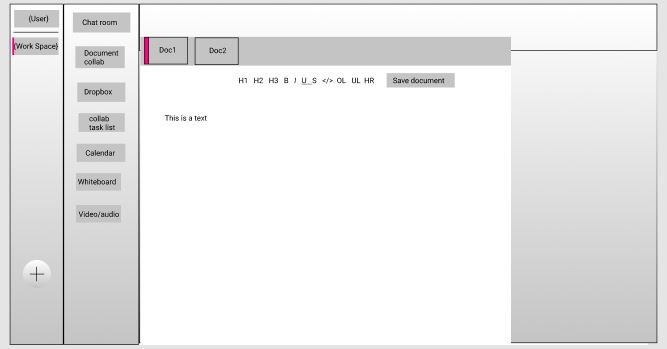 {User}
{Work Space}
Chat room
Document
collab
Dropbox
collab
task list
Calendar
Whiteboard
Video/audio
Doc1
Doc2
H1 H2 H3 B I U S </> OL UL HR
Save document
This is a text